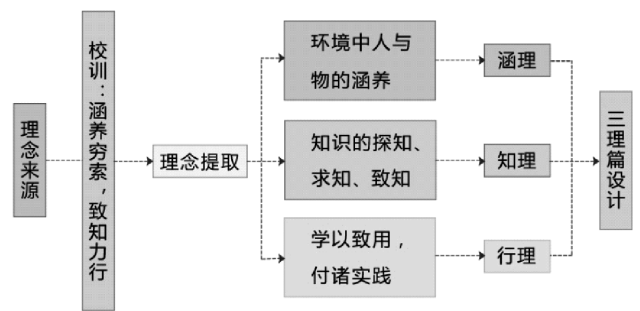 理念来源
校训：涵养穷索，致知力行
理念提取
环境中人与
物的涵养
涵理
知识的探知、
求知、致知
知理
学以致用，
付诸实践
行理
三理篇设计